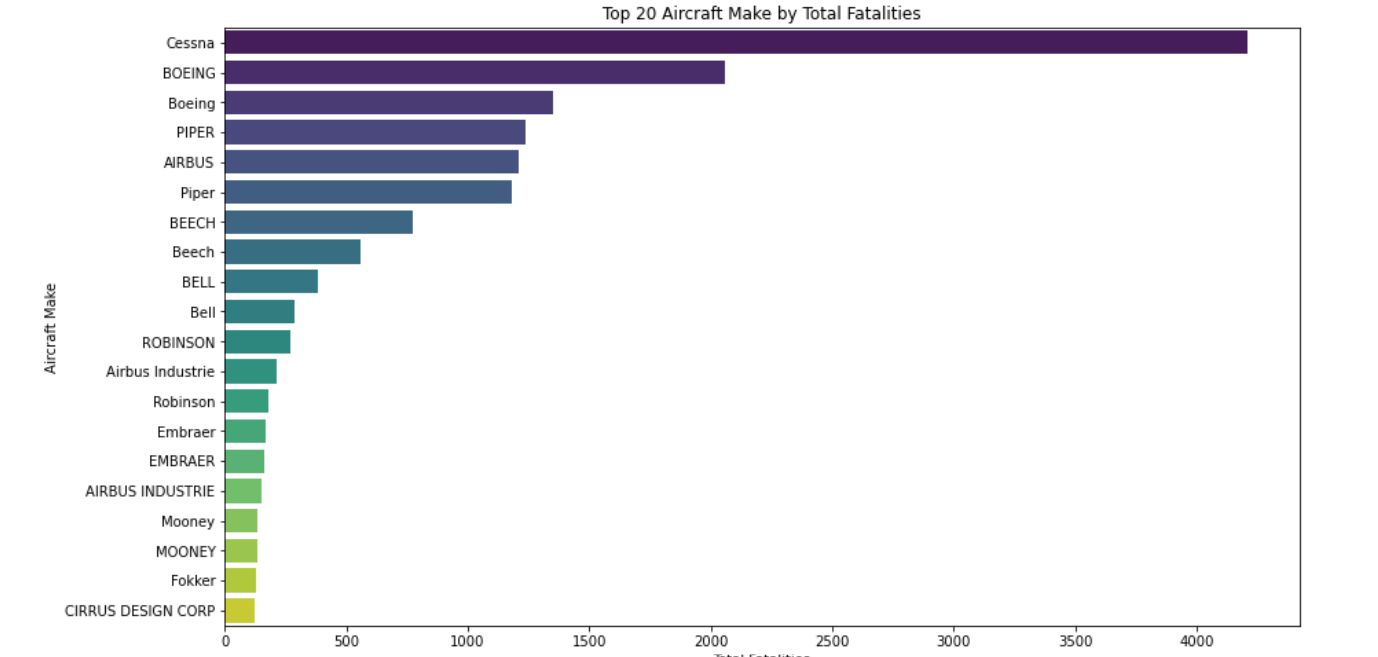 Top 20 Aircraft Make by Total Fatalities
Cessna
BOEING
Boeing
PIPER
AIRBUS
Piper
BEECH
Beech
BELL
Bell
ROBINSON
Airbus Industrie
Robinson
Embraer
EMBRAER
AIRBUS INDUSTRIE
Mooney
MOONEY
Fokker
CIRRUS DESIGN CORP
Aircraft Make
0 500 1000 1500 2000 2500 3000 3500 4000
Total Fatalities